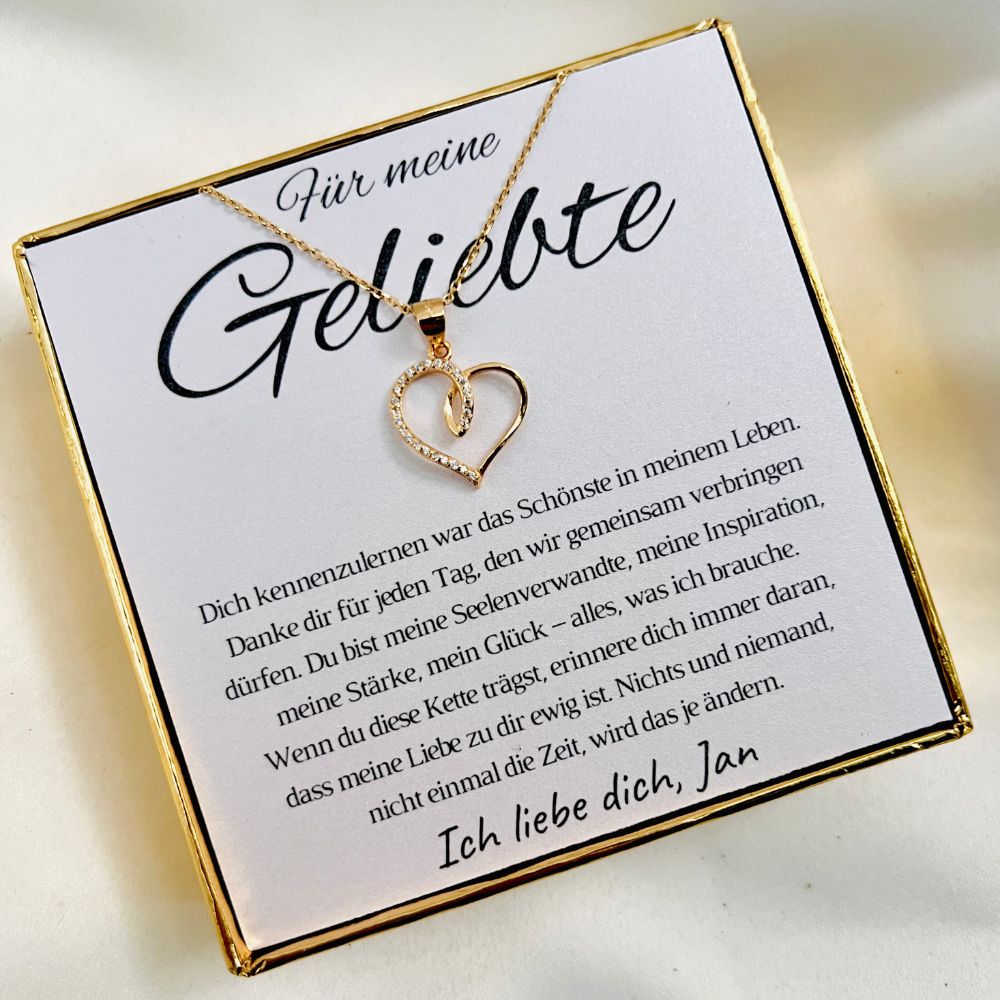 Für meine
Geliebte
Dich kennenzulernen war das Schönste in meinem Leben.
Danke dir für jeden Tag, den wir gemeinsam verbringen
dürfen. Du bist meine Seelenverwandte, meine Inspiration,
meine Stärke, mein Glück – alles, was ich brauche.
Wenn du diese Kette trägst, erinnere dich immer daran,
dass meine Liebe zu dir ewig ist. Nichts und niemand,
nicht einmal die Zeit, wird das je ändern.
Ich liebe dich, Jan